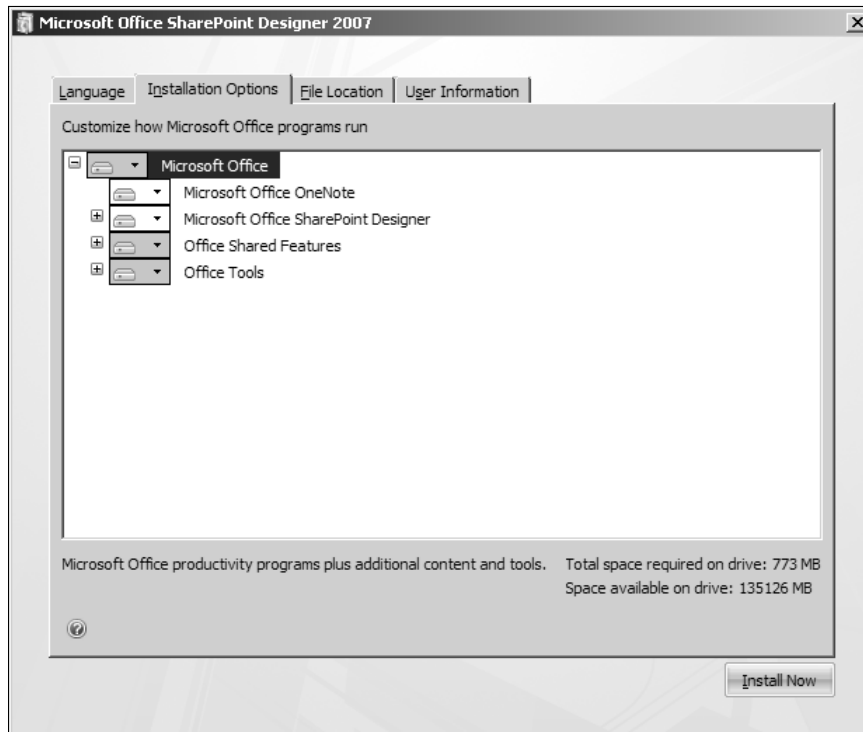 Microsoft Office SharePoint Designer 2007
Language
Installation Options
File Location
User Information
Customize how Microsoft Office programs run
Microsoft Office
Microsoft Office OneNote
Microsoft Office SharePoint Designer
Office Shared Features
Office Tools
Microsoft Office productivity programs plus additional content and tools.
Total space required on drive: 773 MB
Space available on drive: 135126 MB
Install Now